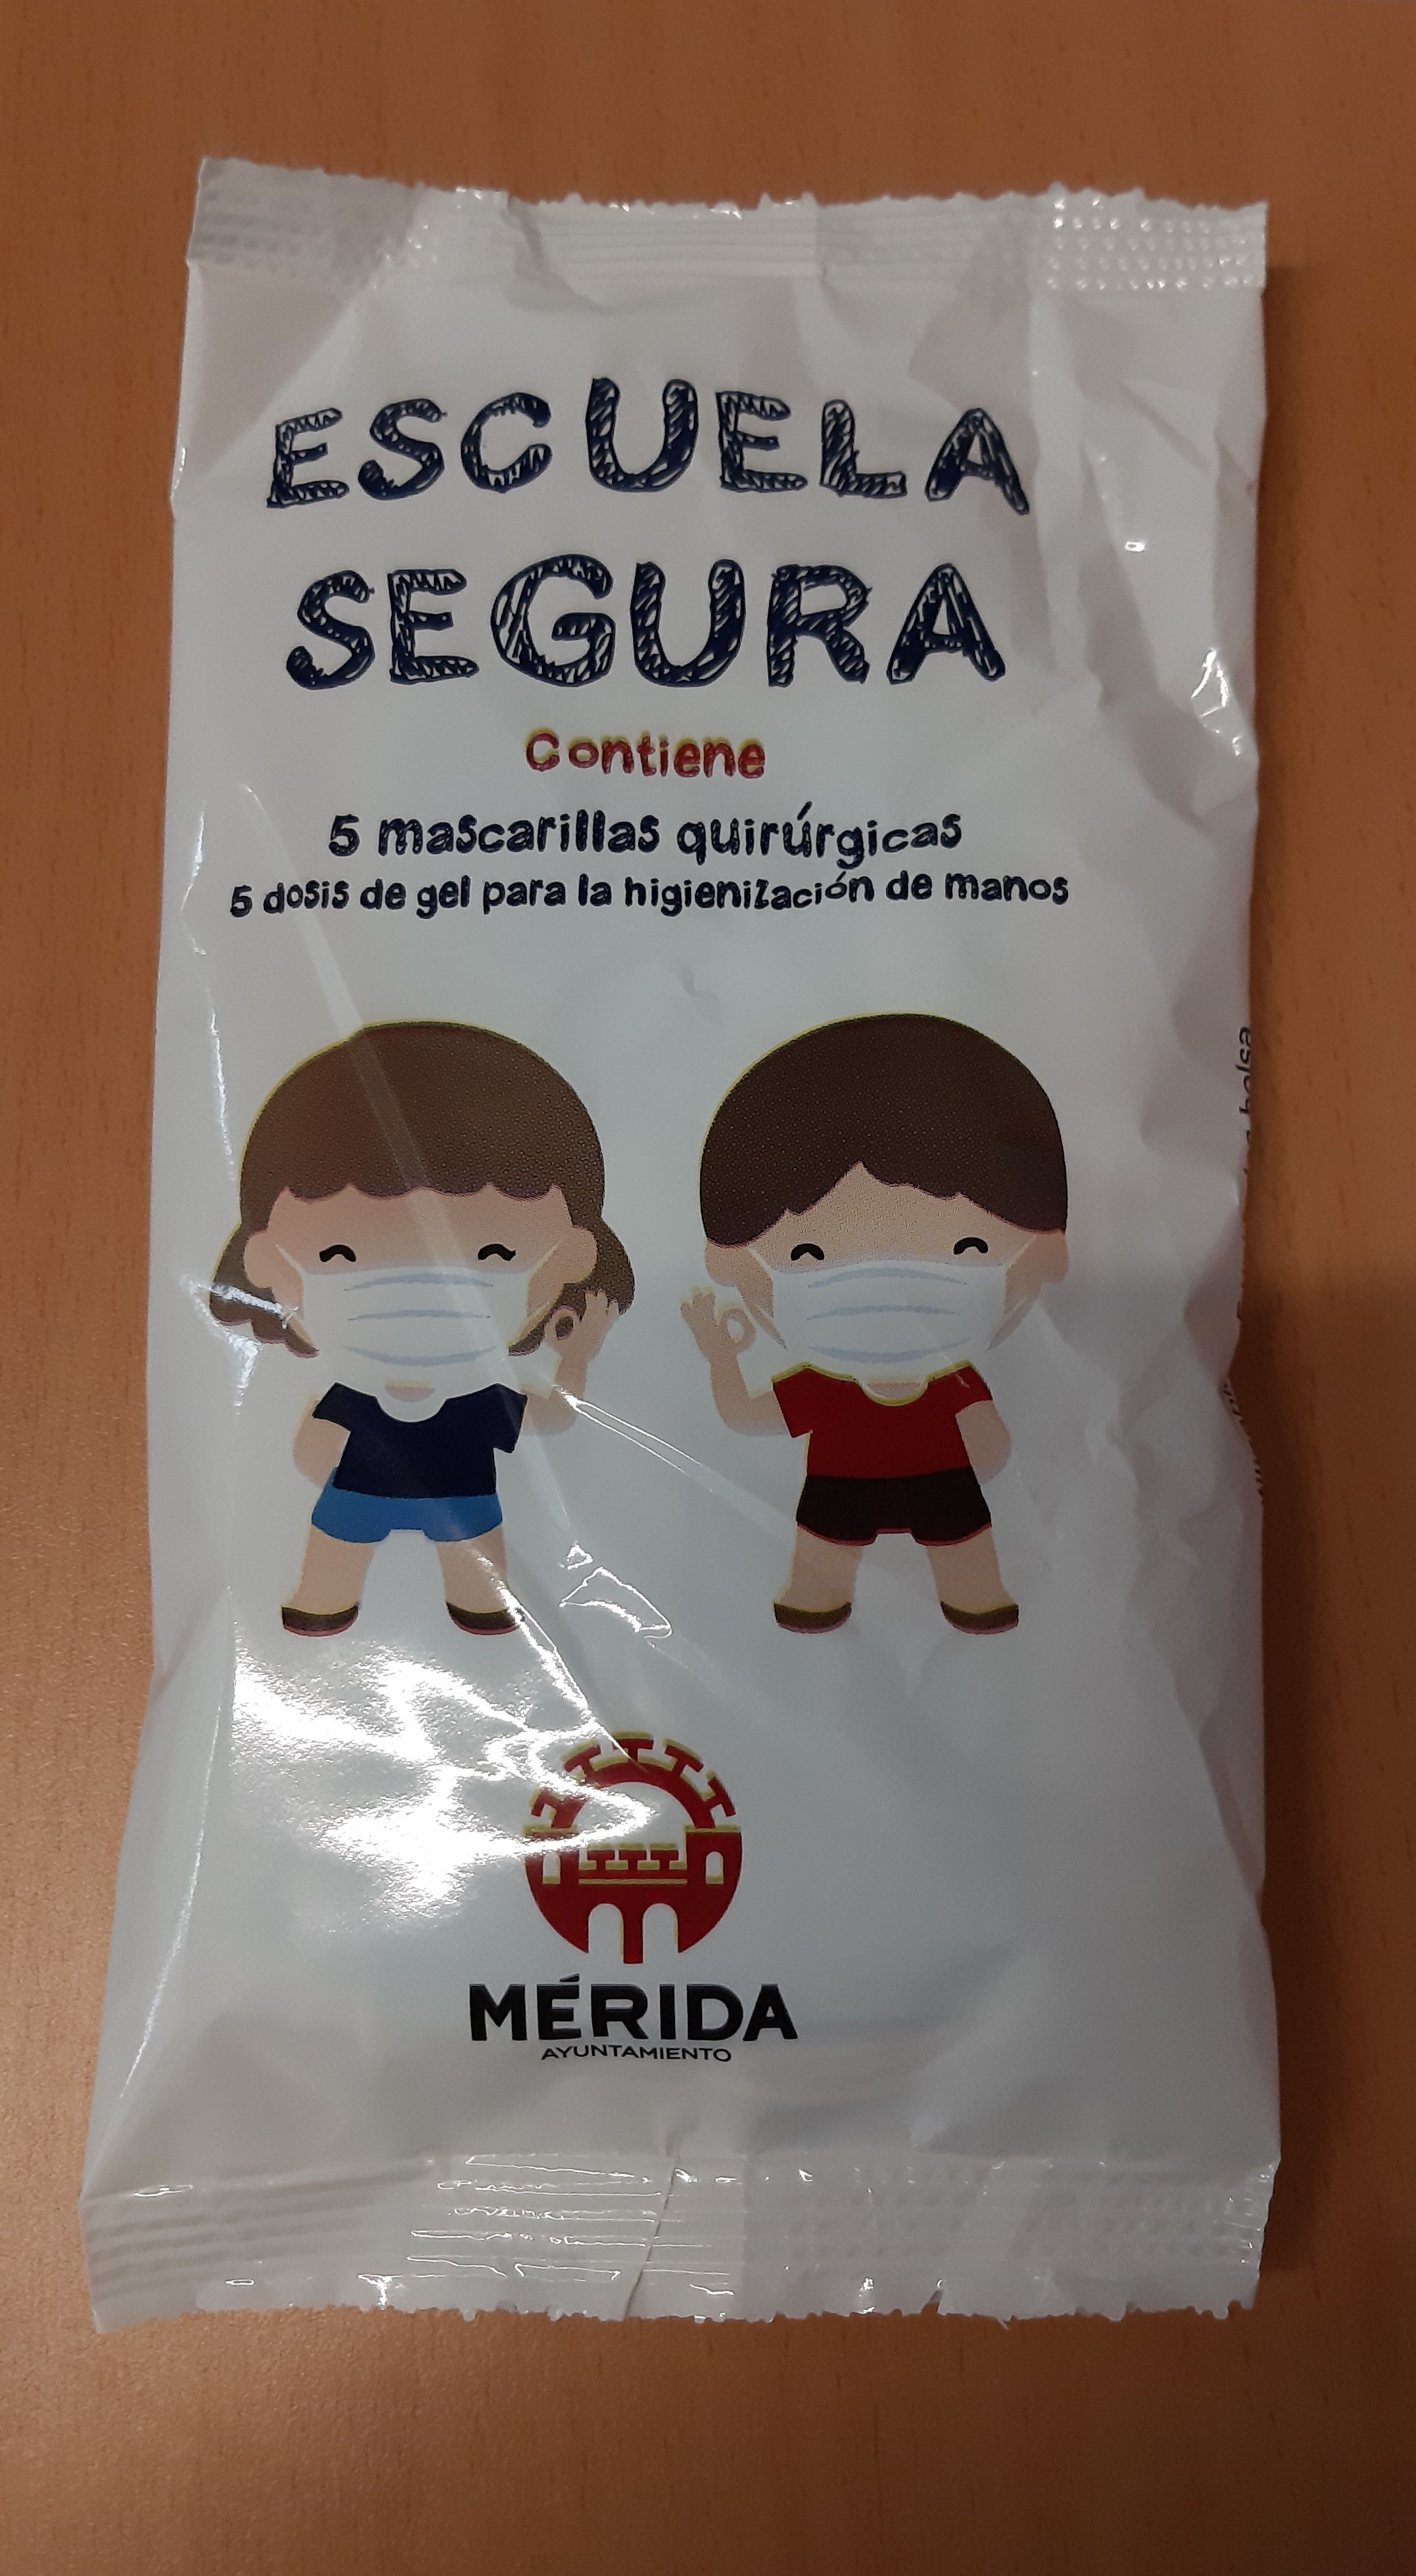 ESCUELA
SEGURA
Contiene
5 mascarillas quirúrgicas
5 dosis de gel para la higienización de manos
MÉRIDA
AYUNTAMIENTO